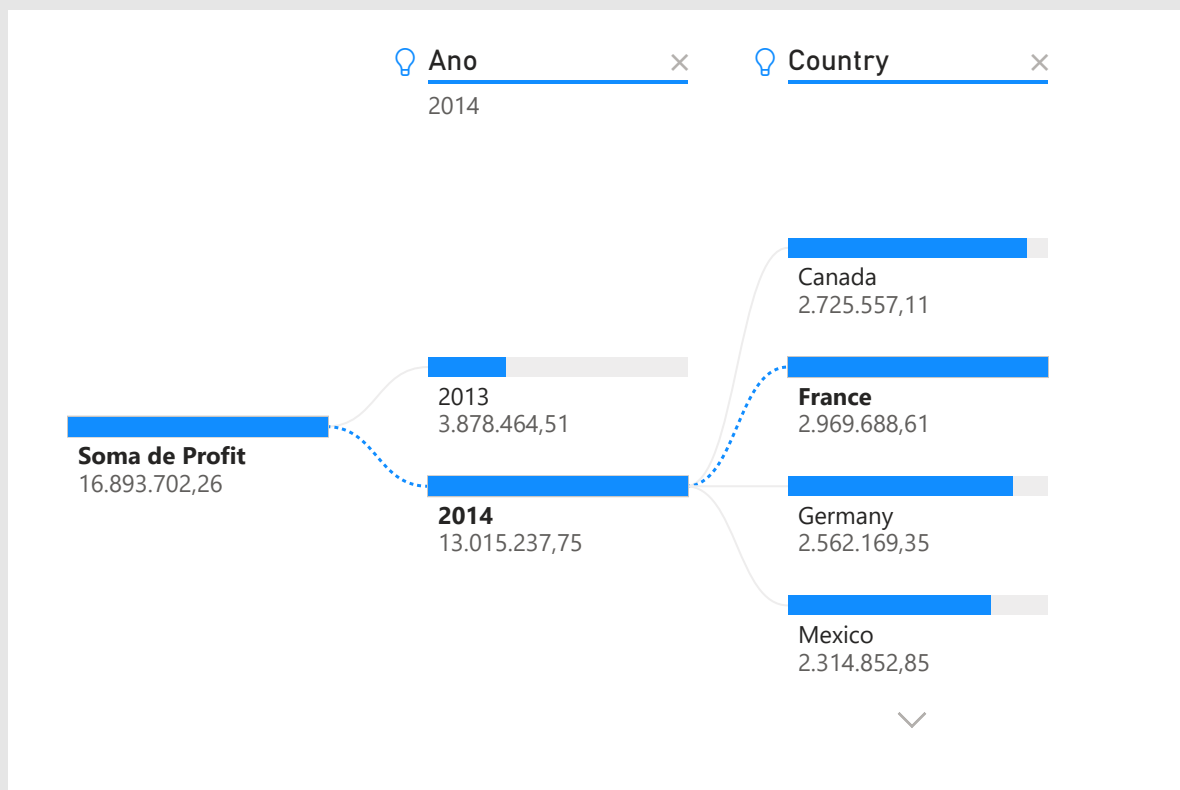 Ano
2014
Country
Soma de Profit
16.893.702,26
2013
3.878.464,51
2014
13.015.237,75
Canada
2.725.557,11
France
2.969.688,61
Germany
2.562.169,35
Mexico
2.314.852,85